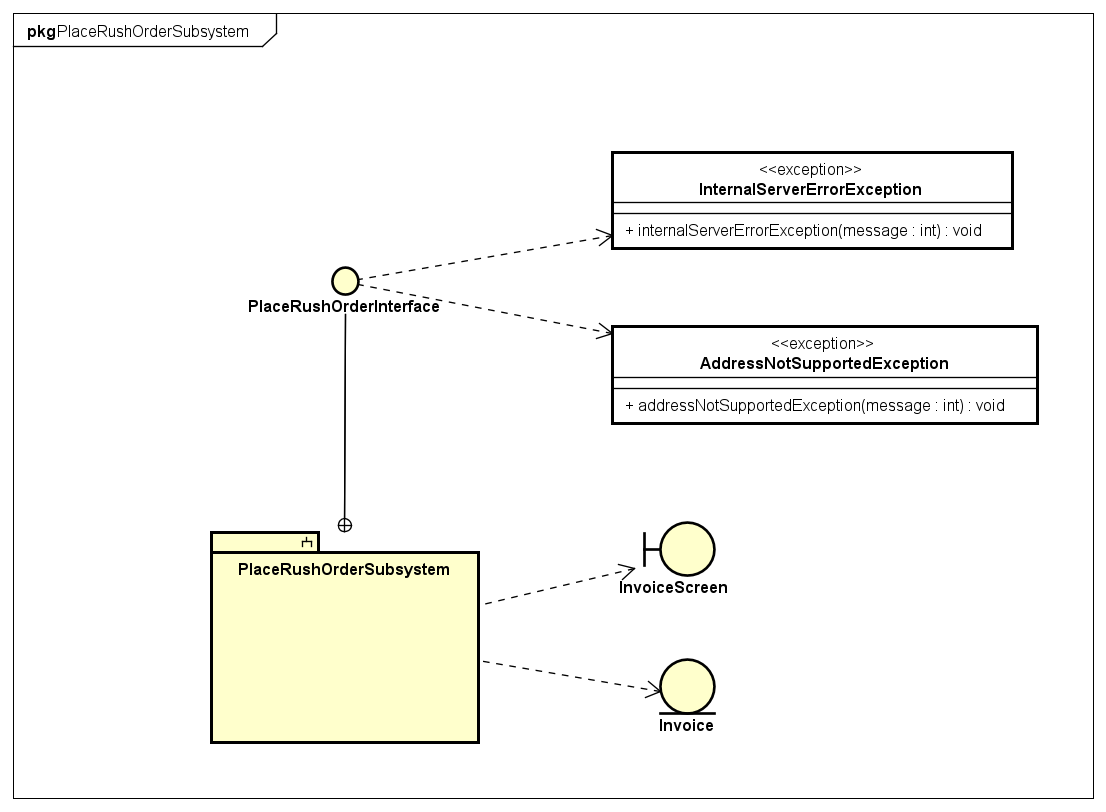 pkgPlaceRushOrderSubsystem
<<exception>>
InternalServerErrorException
+ internalServerErrorException(message : int) : void
PlaceRushOrderInterface
<<exception>>
AddressNotSupportedException
+ addressNotSupportedException(message : int) : void
PlaceRushOrderSubsystem
InvoiceScreen
Invoice